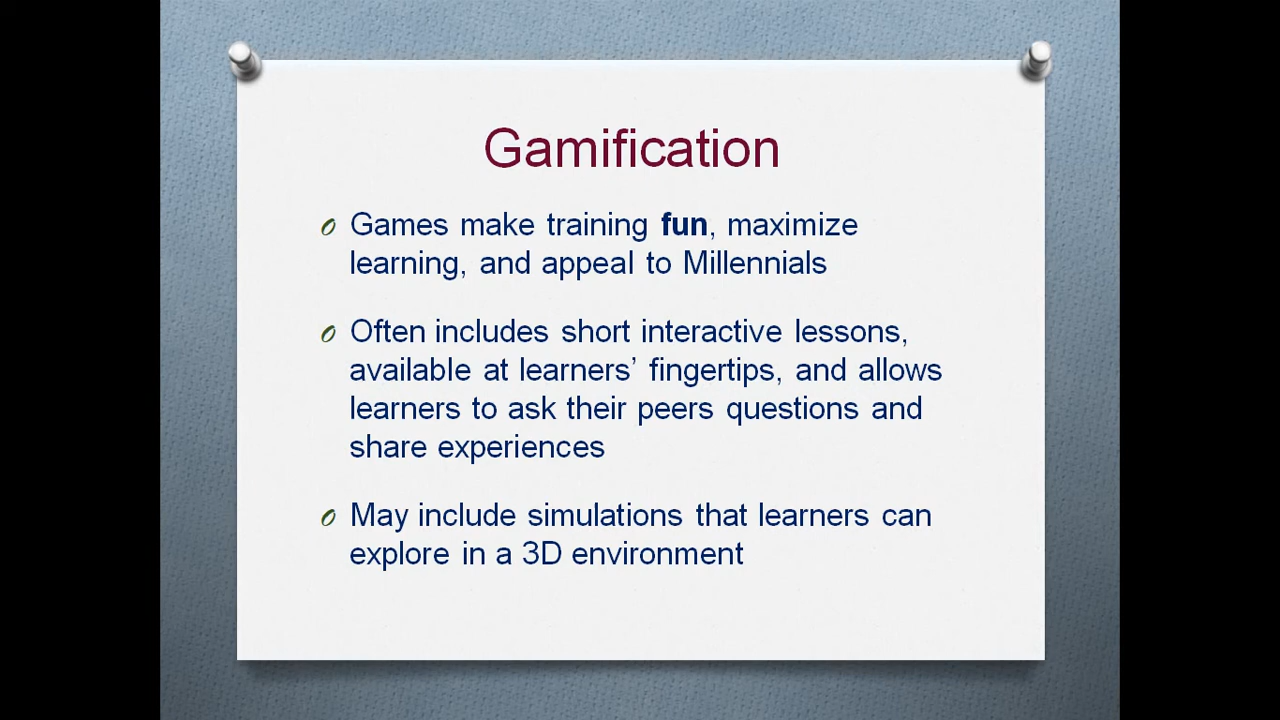 Gamification
Games make training fun, maximize
learning, and appeal to Millennials
Often includes short interactive lessons,
available at learners’ fingertips, and allows
learners to ask their peers questions and
share experiences
May include simulations that learners can
explore in a 3D environment